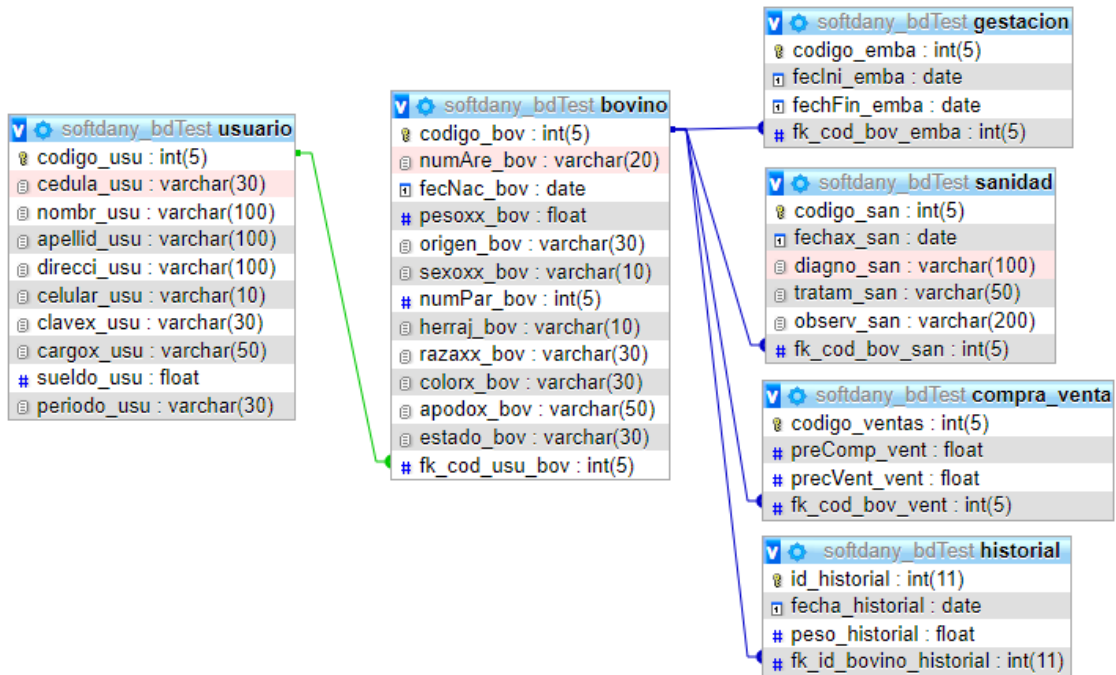 softdany_bdTest usuario
codigo_usu : int(5)
cedula_usu : varchar(30)
nombr_usu : varchar(100)
apellid_usu : varchar(100)
direcci_usu : varchar(100)
celular_usu : varchar(10)
clavex_usu : varchar(30)
cargox_usu : varchar(50)
sueldo_usu : float
periodo_usu : varchar(30)
softdany_bdTest bovino
codigo_bov : int(5)
numAre_bov : varchar(20)
fecNac_bov : date
pesoxx_bov : float
origen_bov : varchar(30)
sexoxx_bov : varchar(10)
numPar_bov : int(5)
herraj_bov : varchar(10)
razaxx_bov : varchar(30)
colorx_bov : varchar(30)
apodox_bov : varchar(50)
estado_bov : varchar(30)
fk_cod_usu_bov : int(5)
softdany_bdTest gestacion
codigo_emba : int(5)
fecIni_emba : date
fechFin_emba : date
fk_cod_bov_emba : int(5)
softdany_bdTest sanidad
codigo_san : int(5)
fechax_san : date
diagno_san : varchar(100)
tratam_san : varchar(50)
observ_san : varchar(200)
fk_cod_bov_san : int(5)
softdany_bdTest compra_venta
codigo_ventas : int(5)
preComp_vent : float
precVent_vent : float
fk_cod_bov_vent : int(5)
softdany_bdTest historial
id_historial : int(11)
fecha_historial : date
peso_historial : float
fk_id_bovino_historial : int(11)